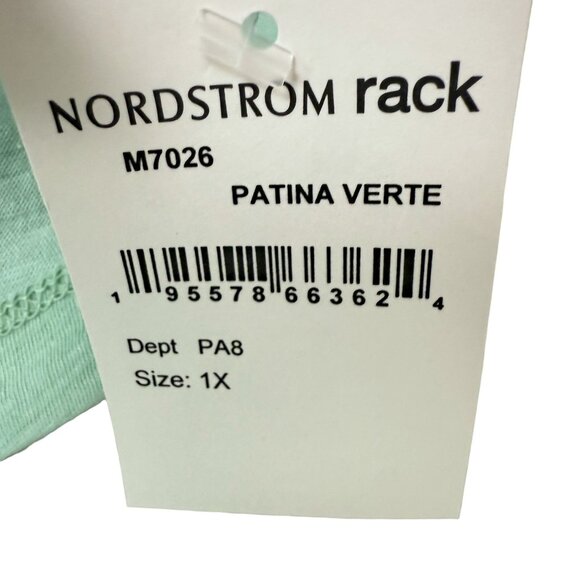 NORDSTROM rack
M7026
PATINA VERTE
1 95578 66362 4
Dept PA8
Size: 1X